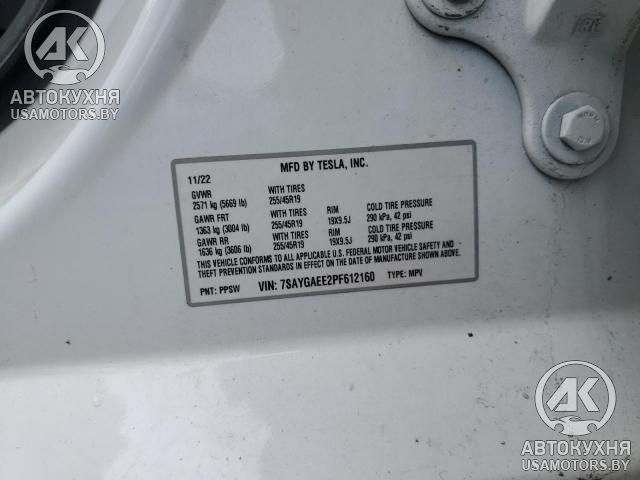 АК
АВТОКУХНЯ
USAMOTORS.BY
MFD BY TESLA, INC.
11/22
GVWR WITH TIRES
2571 kg (5669 lb) 255/45R19
GAWR FRT WITH TIRES RIM COLD TIRE PRESSURE
1363 kg (3004 lb) 255/45R19 19X9.5J 290 kPa, 42 psi
GAWR RR WITH TIRES RIM COLD TIRE PRESSURE
1636 kg (3606 lb) 255/45R19 19X9.5J 290 kPa, 42 psi
THIS VEHICLE CONFORMS TO ALL APPLICABLE U.S. FEDERAL MOTOR VEHICLE SAFETY AND
THEFT PREVENTION STANDARDS IN EFFECT ON THE DATE OF MANUFACTURE SHOWN ABOVE.
PNT: PPSW VIN: 7SAYGAEE2PF612160 TYPE: MPV
АК
АВТОКУХНЯ
USAMOTORS.BY